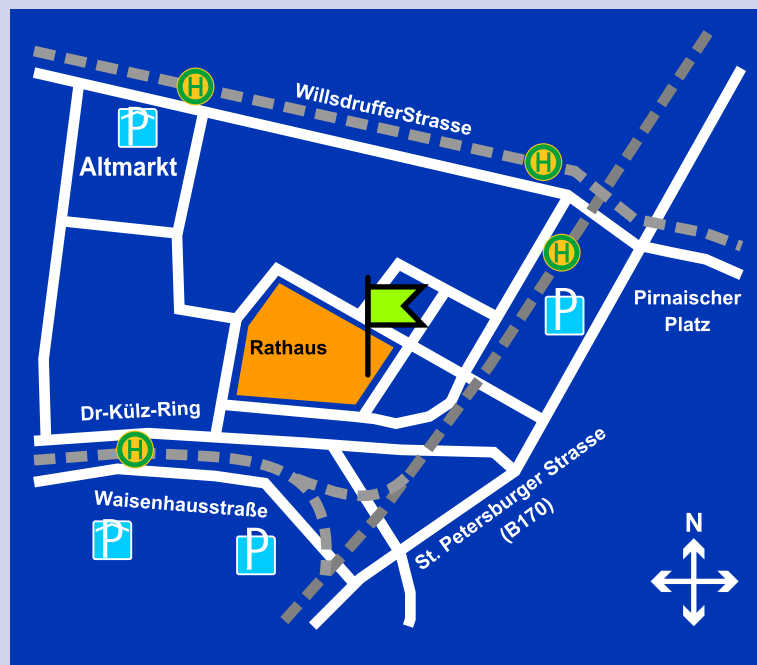 H
WillsdrufferStrasse
P
Altmarkt
H
H
Pirnaischer
Platz
P
Rathaus
Dr-Külz-Ring
H
Waisenhausstraße
St. Petersburger Strasse
(B170)
P
P
N